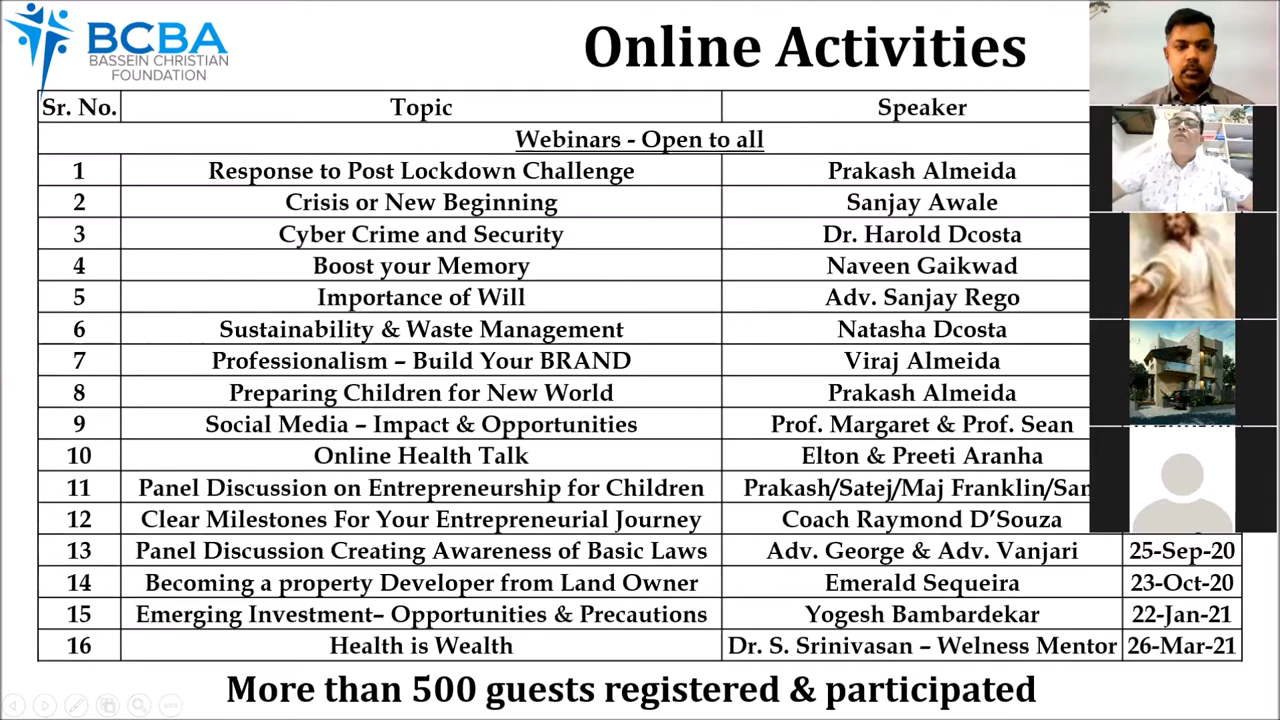 BCBA
BASSEIN CHRISTIAN
FOUNDATION
Online Activities
Sr. No. Topic Speaker
Webinars - Open to all
1 Response to Post Lockdown Challenge Prakash Almeida
2 Crisis or New Beginning Sanjay Awale
3 Cyber Crime and Security Dr. Harold Dcosta
4 Boost your Memory Naveen Gaikwad
5 Importance of Will Adv. Sanjay Rego
6 Sustainability & Waste Management Natasha Dcosta
7 Professionalism – Build Your BRAND Viraj Almeida
8 Preparing Children for New World Prakash Almeida
9 Social Media – Impact & Opportunities Prof. Margaret & Prof. Sean
10 Online Health Talk Elton & Preeti Aranha
11 Panel Discussion on Entrepreneurship for Children Prakash/Satej/Maj Franklin/San
12 Clear Milestones For Your Entrepreneurial Journey Coach Raymond D’Souza
13 Panel Discussion Creating Awareness of Basic Laws Adv. George & Adv. Vanjari 25-Sep-20
14 Becoming a property Developer from Land Owner Emerald Sequeira 23-Oct-20
15 Emerging Investment– Opportunities & Precautions Yogesh Bambardekar 22-Jan-21
16 Health is Wealth Dr. S. Srinivasan – Welness Mentor 26-Mar-21
More than 500 guests registered & participated